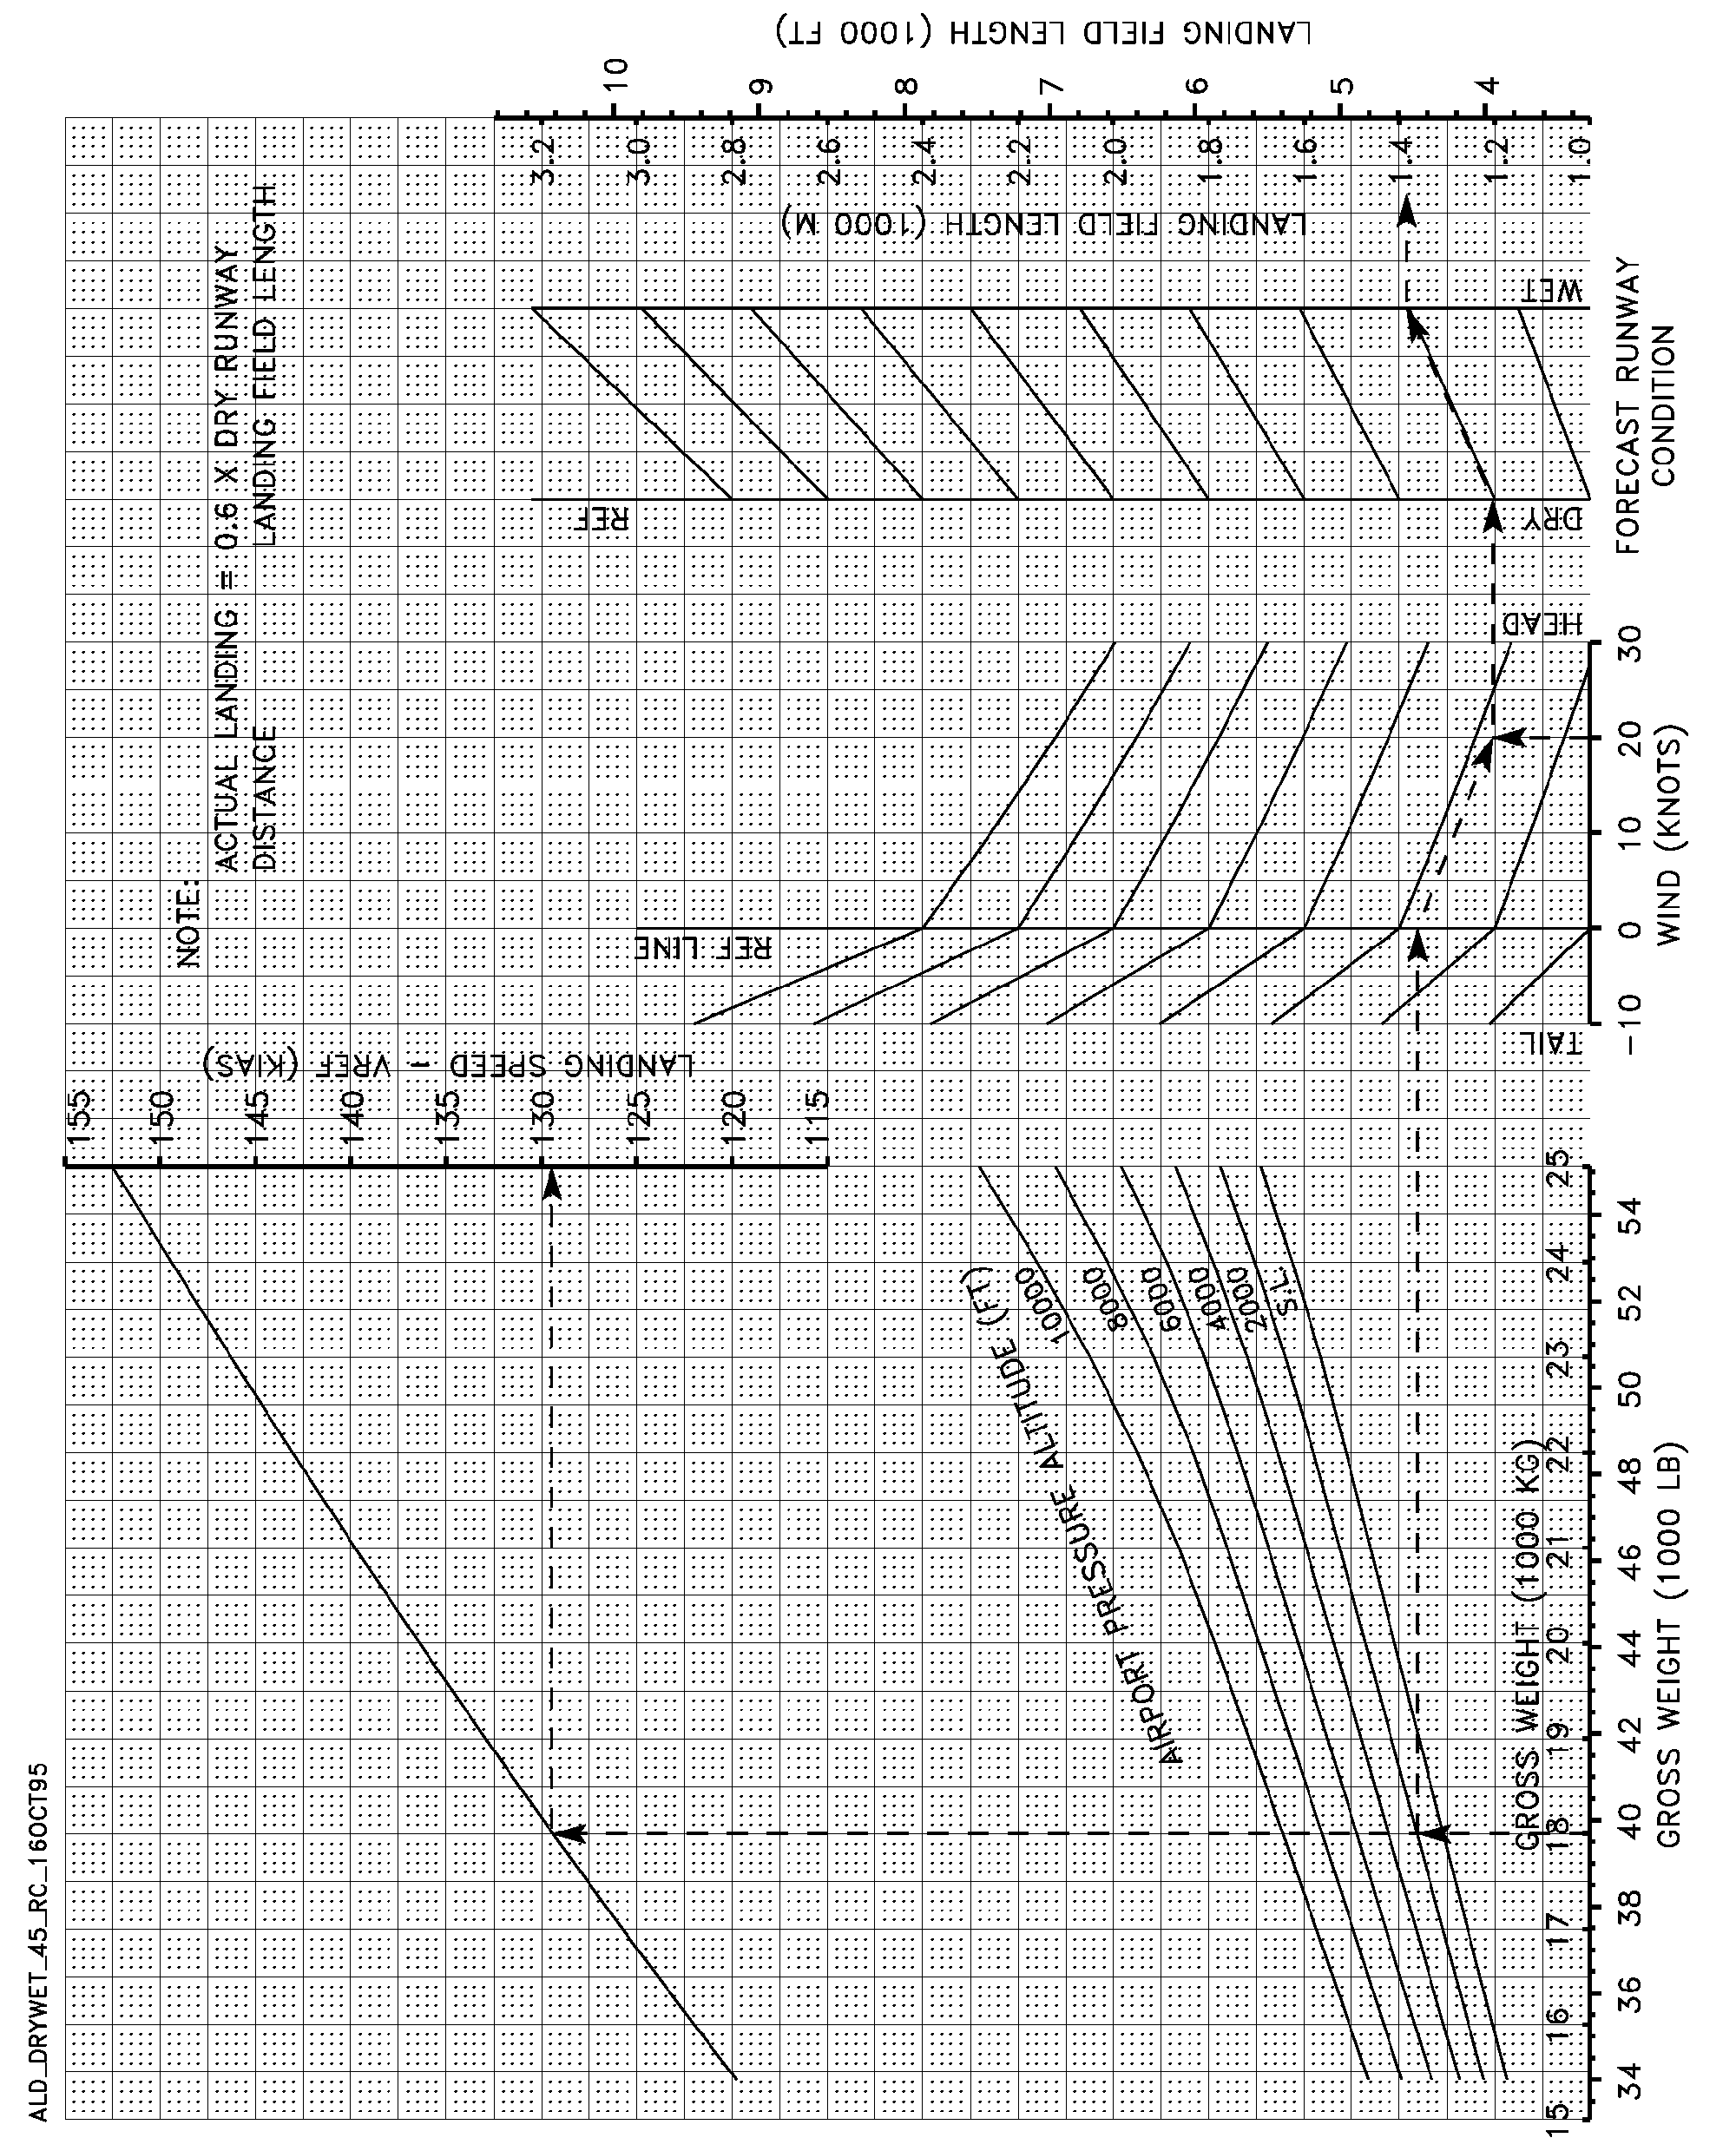 ALD_DRYWET_45_RC_16OCT95
NOTE:
ACTUAL LANDING = 0.6 X DRY RUNWAY
DISTANCE LANDING FIELD LENGTH
LANDING SPEED - VREF (KIAS)
155
150
145
140
135
130
125
120
115
AIRPORT PRESSURE ALTITUDE (FT)
10000
8000
6000
4000
2000
S.L.
GROSS WEIGHT (1000 KG)
15 16 17 18 19 20 21 22 23 24 25
34 36 38 40 42 44 46 48 50 52 54
GROSS WEIGHT (1000 LB)
REF LINE
TAIL
HEAD
-10 0 10 20 30
WIND (KNOTS)
REF
DRY
WET
FORECAST RUNWAY
CONDITION
LANDING FIELD LENGTH (1000 M)
3.2
3.0
2.8
2.6
2.4
2.2
2.0
1.8
1.6
1.4
1.2
1.0
10
9
8
7
6
5
4
LANDING FIELD LENGTH (1000 FT)